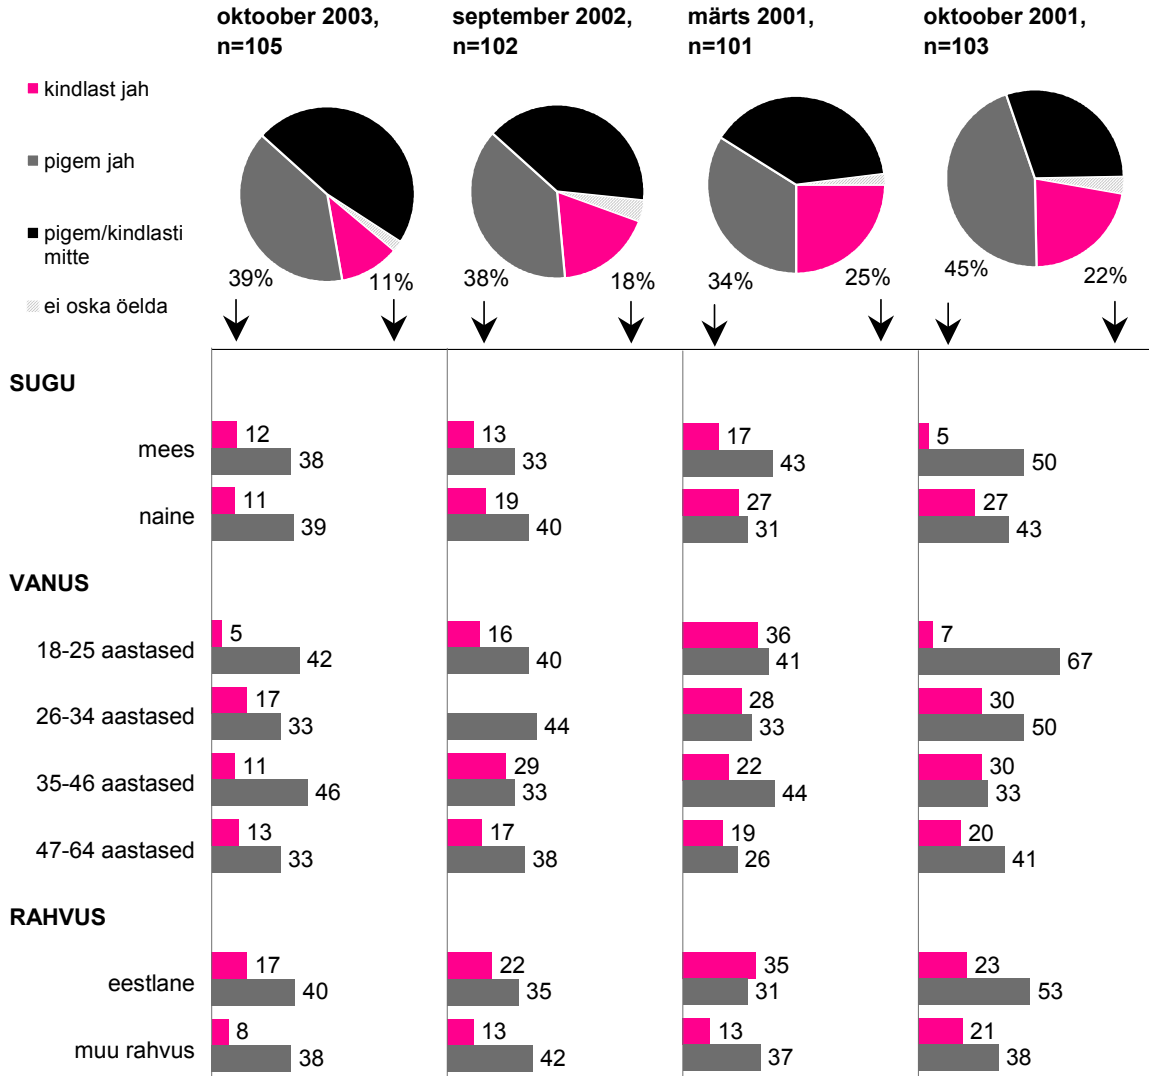 oktoober 2003,
n=105
september 2002,
n=102
märts 2001,
n=101
oktoober 2001,
n=103
kindlast jah
pigem jah
pigem/kindlasti
mitte
ei oska öelda
39%
11%
38%
18%
34%
25%
45%
22%
SUGU
mees
12
38
13
33
17
43
5
50
naine
11
39
19
40
27
31
27
43
VANUS
18-25 aastased
5
42
16
40
36
41
7
67
26-34 aastased
17
33
44
28
33
30
50
35-46 aastased
11
46
29
33
22
44
30
33
47-64 aastased
13
33
17
38
19
26
20
41
RAHVUS
eestlane
17
40
22
35
35
31
23
53
muu rahvus
8
38
13
42
13
37
21
38